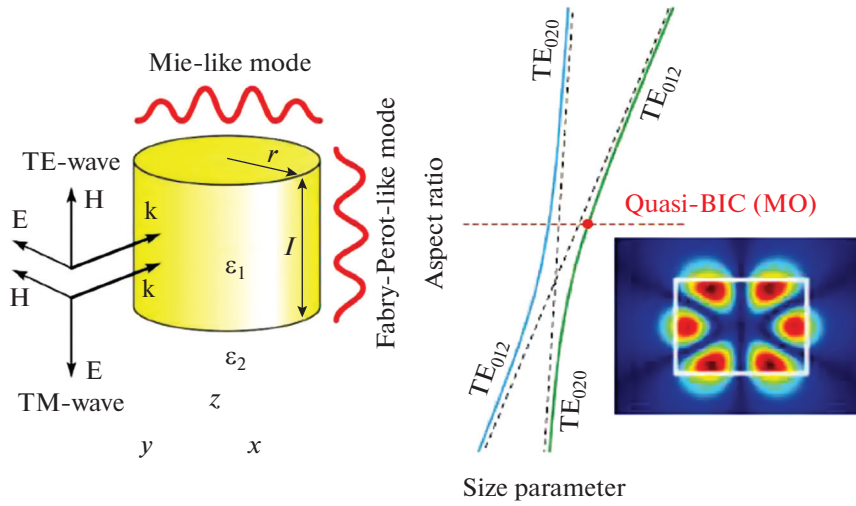 Mie-like mode
TE-wave
H
E
k
H
k
E
TM-wave
r
I
ε1
ε2
z
y
x
Fabry-Perot-like mode
Aspect ratio
TE020
TE012
Quasi-BIC (MO)
TE012
TE020
Size parameter